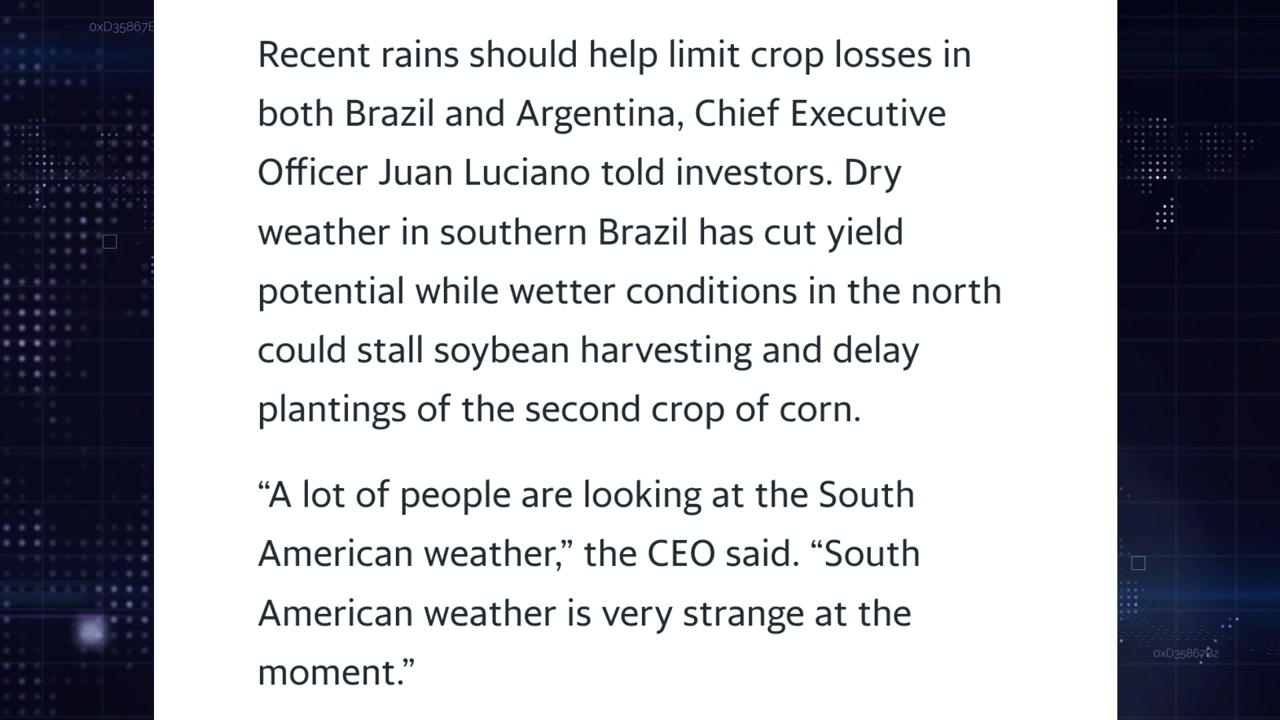 0xD35867
Recent rains should help limit crop losses in
both Brazil and Argentina, Chief Executive
Officer Juan Luciano told investors. Dry
weather in southern Brazil has cut yield
potential while wetter conditions in the north
could stall soybean harvesting and delay
plantings of the second crop of corn.
“A lot of people are looking at the South
American weather,” the CEO said. “South
American weather is very strange at the
moment.”